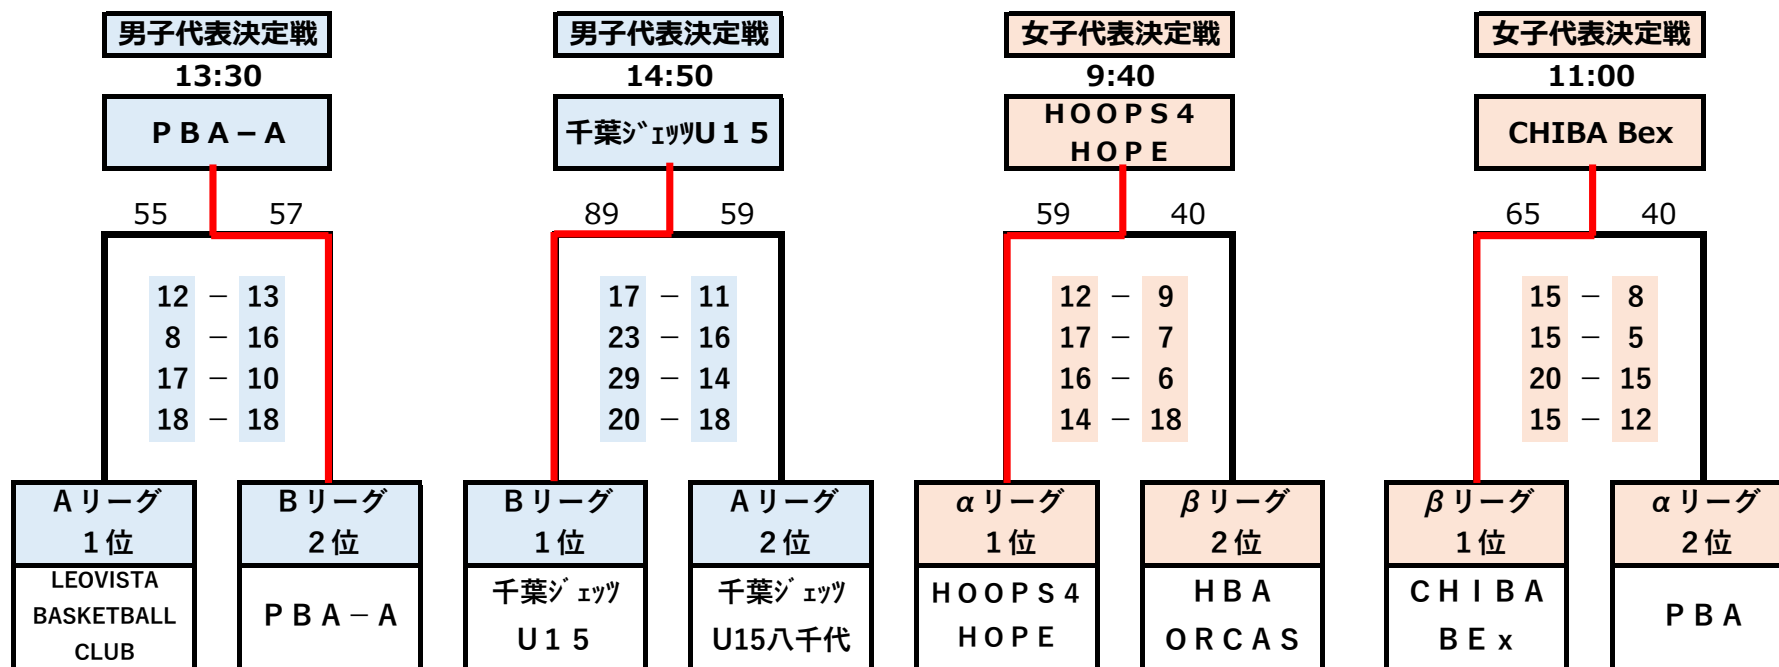 男子代表決定戦
13:30
ＰＢＡ－Ａ
55 57
12 － 13
8 － 16
17 － 10
18 － 18
Ａリーグ
１位
LEOVISTA
BASKETBALL
CLUB
Ｂリーグ
２位
ＰＢＡ－Ａ
男子代表決定戦
14:50
千葉ｼﾞｪｯﾂU１５
89 59
17 － 11
23 － 16
29 － 14
20 － 18
Ｂリーグ
１位
千葉ｼﾞｪｯﾂ
U１５
Ａリーグ
２位
千葉ｼﾞｪｯﾂ
U15八千代
女子代表決定戦
9:40
ＨＯＯＰＳ４
ＨＯＰＥ
59 40
12 － 9
17 － 7
16 － 6
14 － 18
αリーグ
１位
ＨＯＯＰＳ４
ＨＯＰＥ
βリーグ
２位
ＨＢＡ
ＯＲＣＡＳ
女子代表決定戦
11:00
CHIBA Bex
65 40
15 － 8
15 － 5
20 － 15
15 － 12
βリーグ
１位
ＣＨＩＢＡ
ＢＥｘ
αリーグ
２位
ＰＢＡ